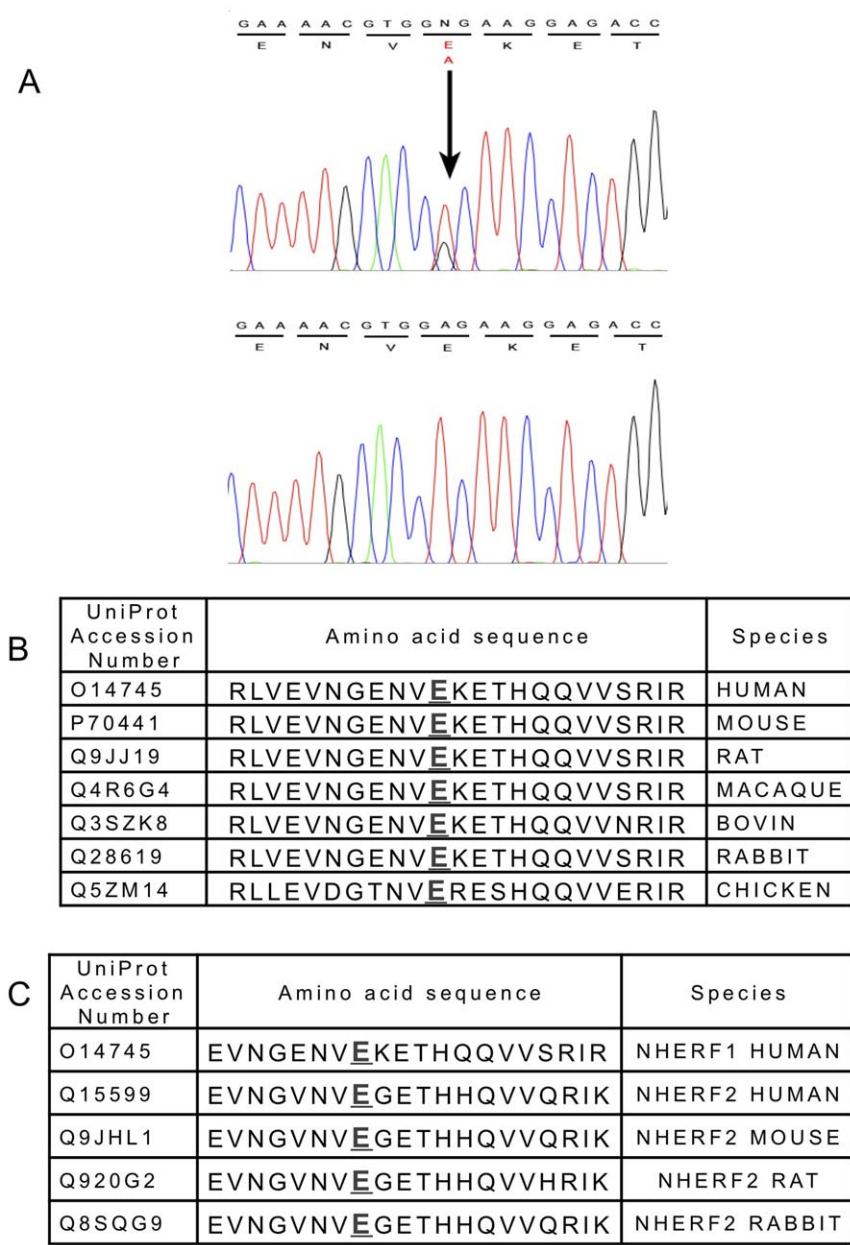 A
G A A A A C G T G G N G A A G G A G A C C
E N V E K E T
A
G A A A A C G T G G A G A A G G A G A C C
E N V E K E T
B
UniProt Accession Number Amino acid sequence Species
O14745 RLVEVNGENVEKETHQQVVSRIR HUMAN
P70441 RLVEVNGENVEKETHQQVVSRIR MOUSE
Q9JJ19 RLVEVNGENVEKETHQQVVSRIR RAT
Q4R6G4 RLVEVNGENVEKETHQQVVSRIR MACAQUE
Q3SZK8 RLVEVNGENVEKETHQQVVNRIR BOVIN
Q28619 RLVEVNGENVEKETHQQVVSRIR RABBIT
Q5ZM14 RLLEVDGTNVERESHQQVVERIR CHICKEN
C
UniProt Accession Number Amino acid sequence Species
O14745 EVNGENVEKETHQQVVSRIR NHERF1 HUMAN
Q15599 EVNGVNVEGETHHQVVQRIK NHERF2 HUMAN
Q9JHL1 EVNGVNVEGETHHQVVQRIK NHERF2 MOUSE
Q920G2 EVNGVNVEGETHHQVVHRIK NHERF2 RAT
Q8SQG9 EVNGVNVEGETHHQVVQRIK NHERF2 RABBIT